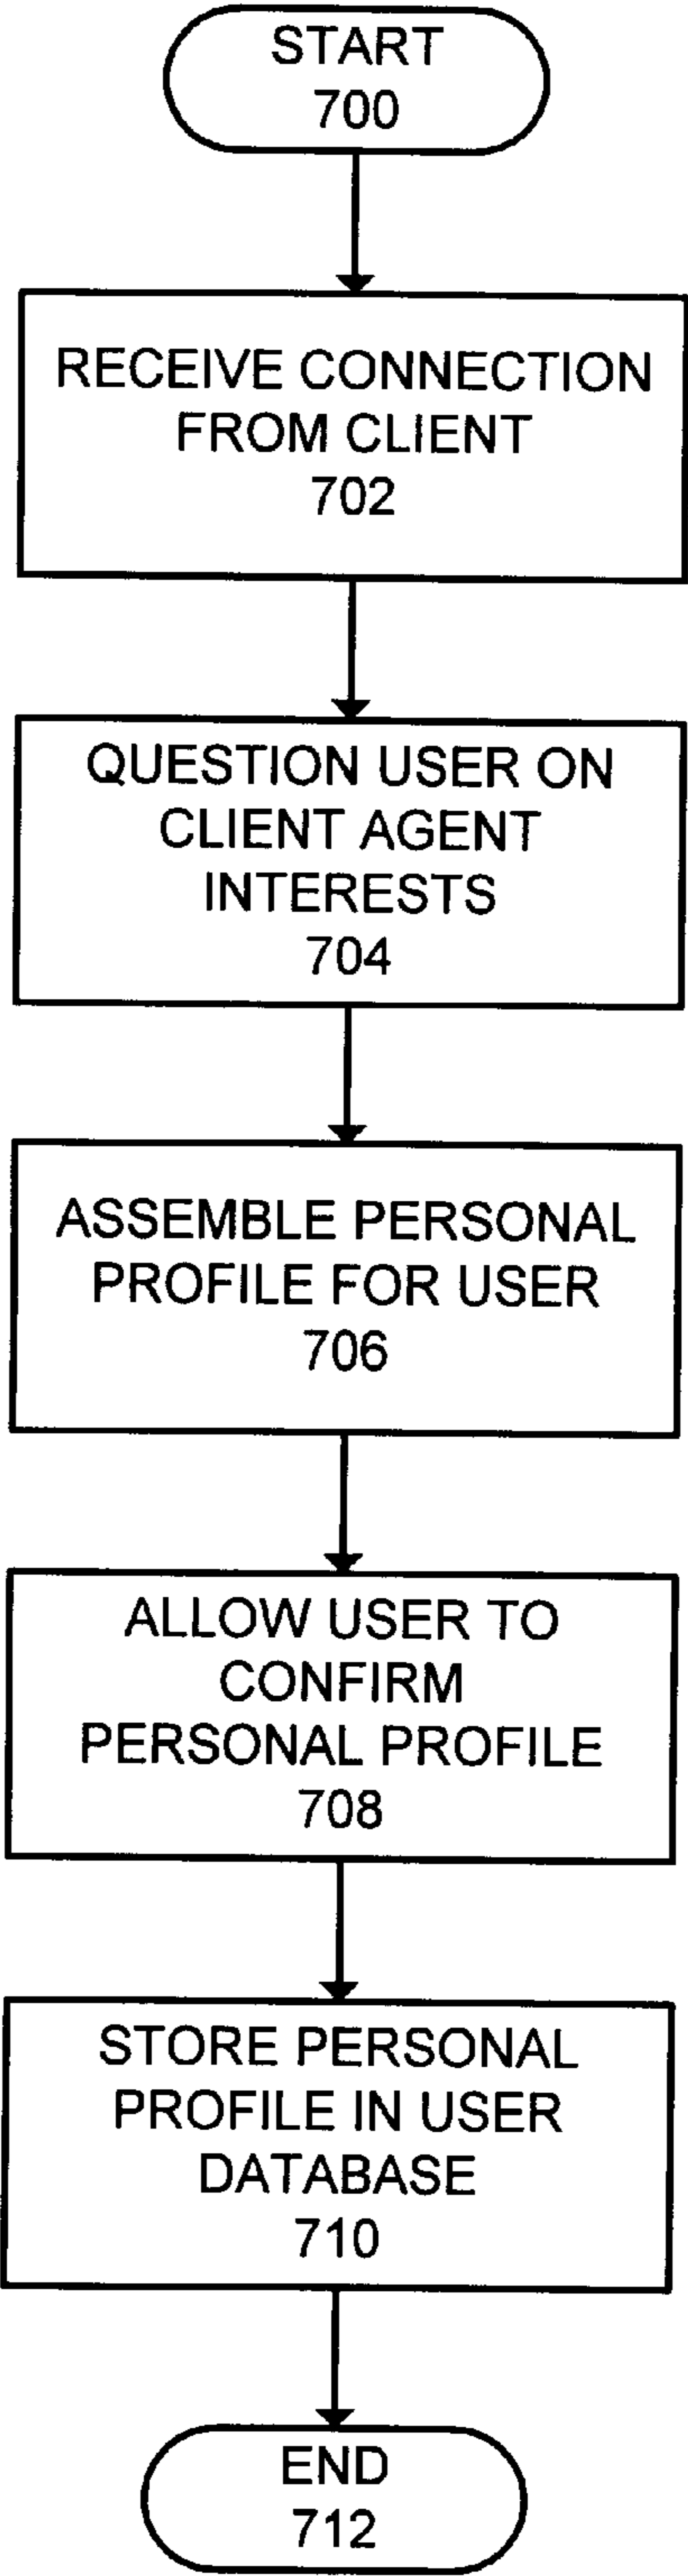 START
700
RECEIVE CONNECTION
FROM CLIENT
702
QUESTION USER ON
CLIENT AGENT
INTERESTS
704
ASSEMBLE PERSONAL
PROFILE FOR USER
706
ALLOW USER TO
CONFIRM
PERSONAL PROFILE
708
STORE PERSONAL
PROFILE IN USER
DATABASE
710
END
712